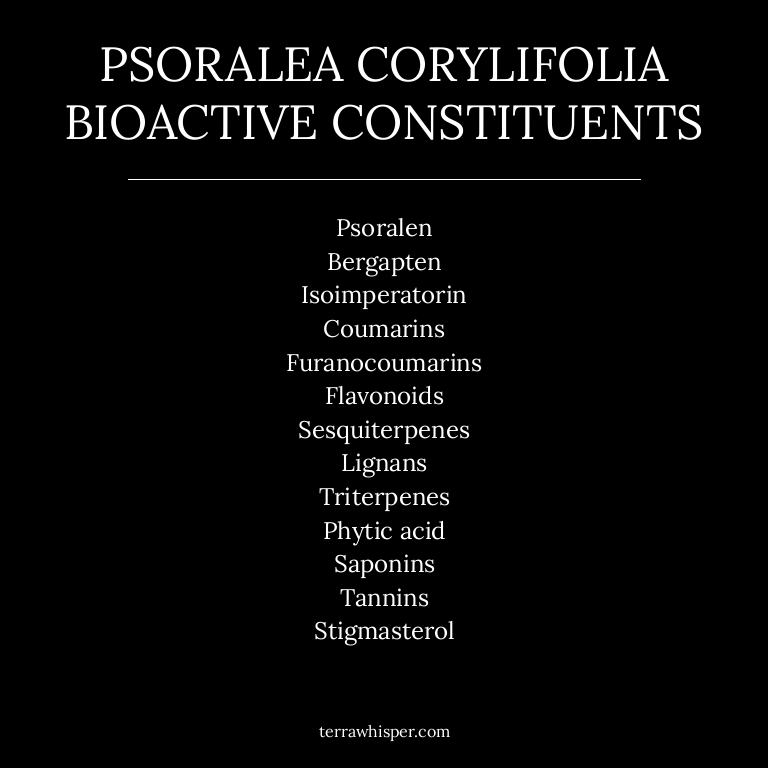 PSORALEA CORYLIFOLIA
BIOACTIVE CONSTITUENTS
Psoralen
Bergapten
Isoimperatorin
Coumarins
Furanocoumarins
Flavonoids
Sesquiterpenes
Lignans
Triterpenes
Phytic acid
Saponins
Tannins
Stigmasterol
terrawhisper.com